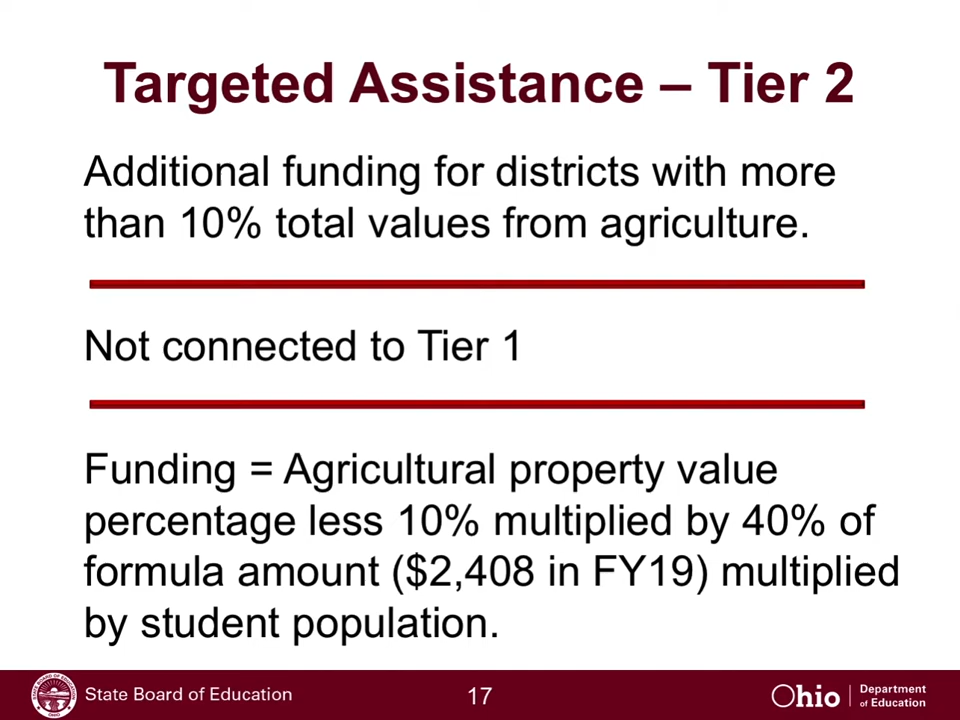 Targeted Assistance – Tier 2
Additional funding for districts with more
than 10% total values from agriculture.
Not connected to Tier 1
Funding = Agricultural property value
percentage less 10% multiplied by 40% of
formula amount ($2,408 in FY19) multiplied
by student population.
State Board of Education
17
Ohio
Department
of Education